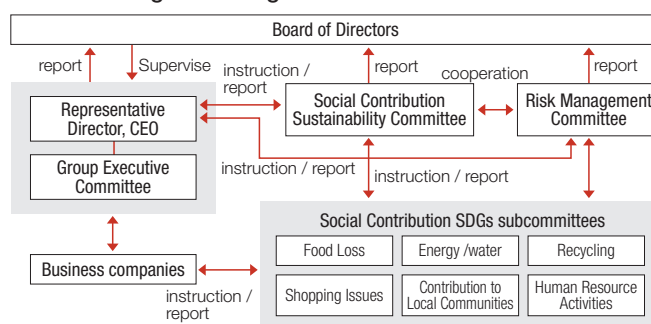 Board of Directors
report
Supervise
instruction /
report
report
cooperation
report
Representative
Director, CEO
Social Contribution
Sustainability Committee
Risk Management
Committee
Group Executive
Committee
instruction / report
instruction / report
Social Contribution SDGs subcommittees
Food Loss
Energy /water
Recycling
Business companies
Shopping Issues
Contribution to
Local Communities
Human Resource
Activities
instruction /
report